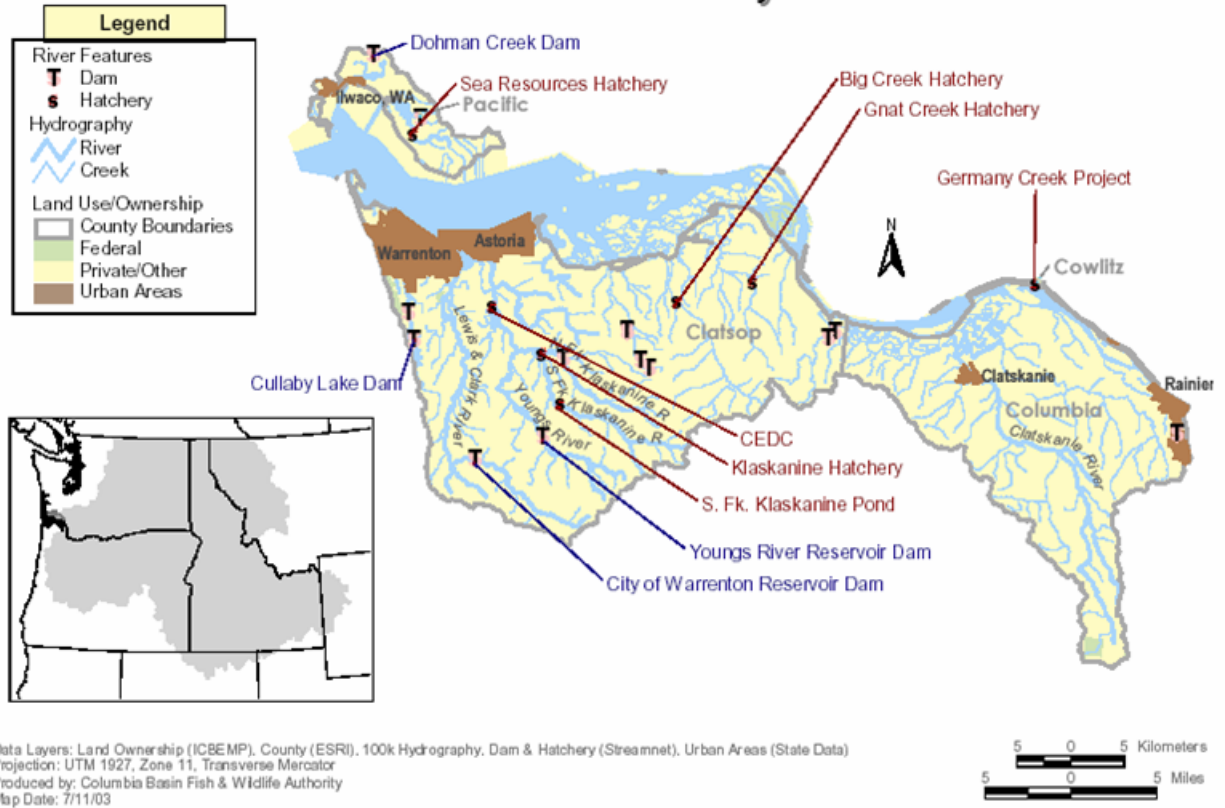 Legend
River Features
T Dam
s Hatchery
Hydrography
River
Creek
Land Use/Ownership
County Boundaries
Federal
Private/Other
Urban Areas
Dohman Creek Dam
Sea Resources Hatchery
Ilwaco, WA
Pacific
Big Creek Hatchery
Gnat Creek Hatchery
Germany Creek Project
N
Cowlitz
Warrenton
Astoria
Clatsop
Lewis & Clark River
N Fk Klaskanine R
S Fk Klaskanine R
Youngs River
Cullaby Lake Dam
Clatskanie
Rainier
Columbia
Clatskanie River
CEDC
Klaskanine Hatchery
S. Fk. Klaskanine Pond
Youngs River Reservoir Dam
City of Warrenton Reservoir Dam
ata Layers: Land Ownership (ICBEMP), County (ESRI), 100k Hydrography, Dam & Hatchery (Streamnet), Urban Areas (State Data)
rojection: UTM 1927, Zone 11, Transverse Mercator
roduced by: Columbia Basin Fish & Wildlife Authority
Map Date: 7/11/03
5 0 5 Kilometers
5 0 5 Miles